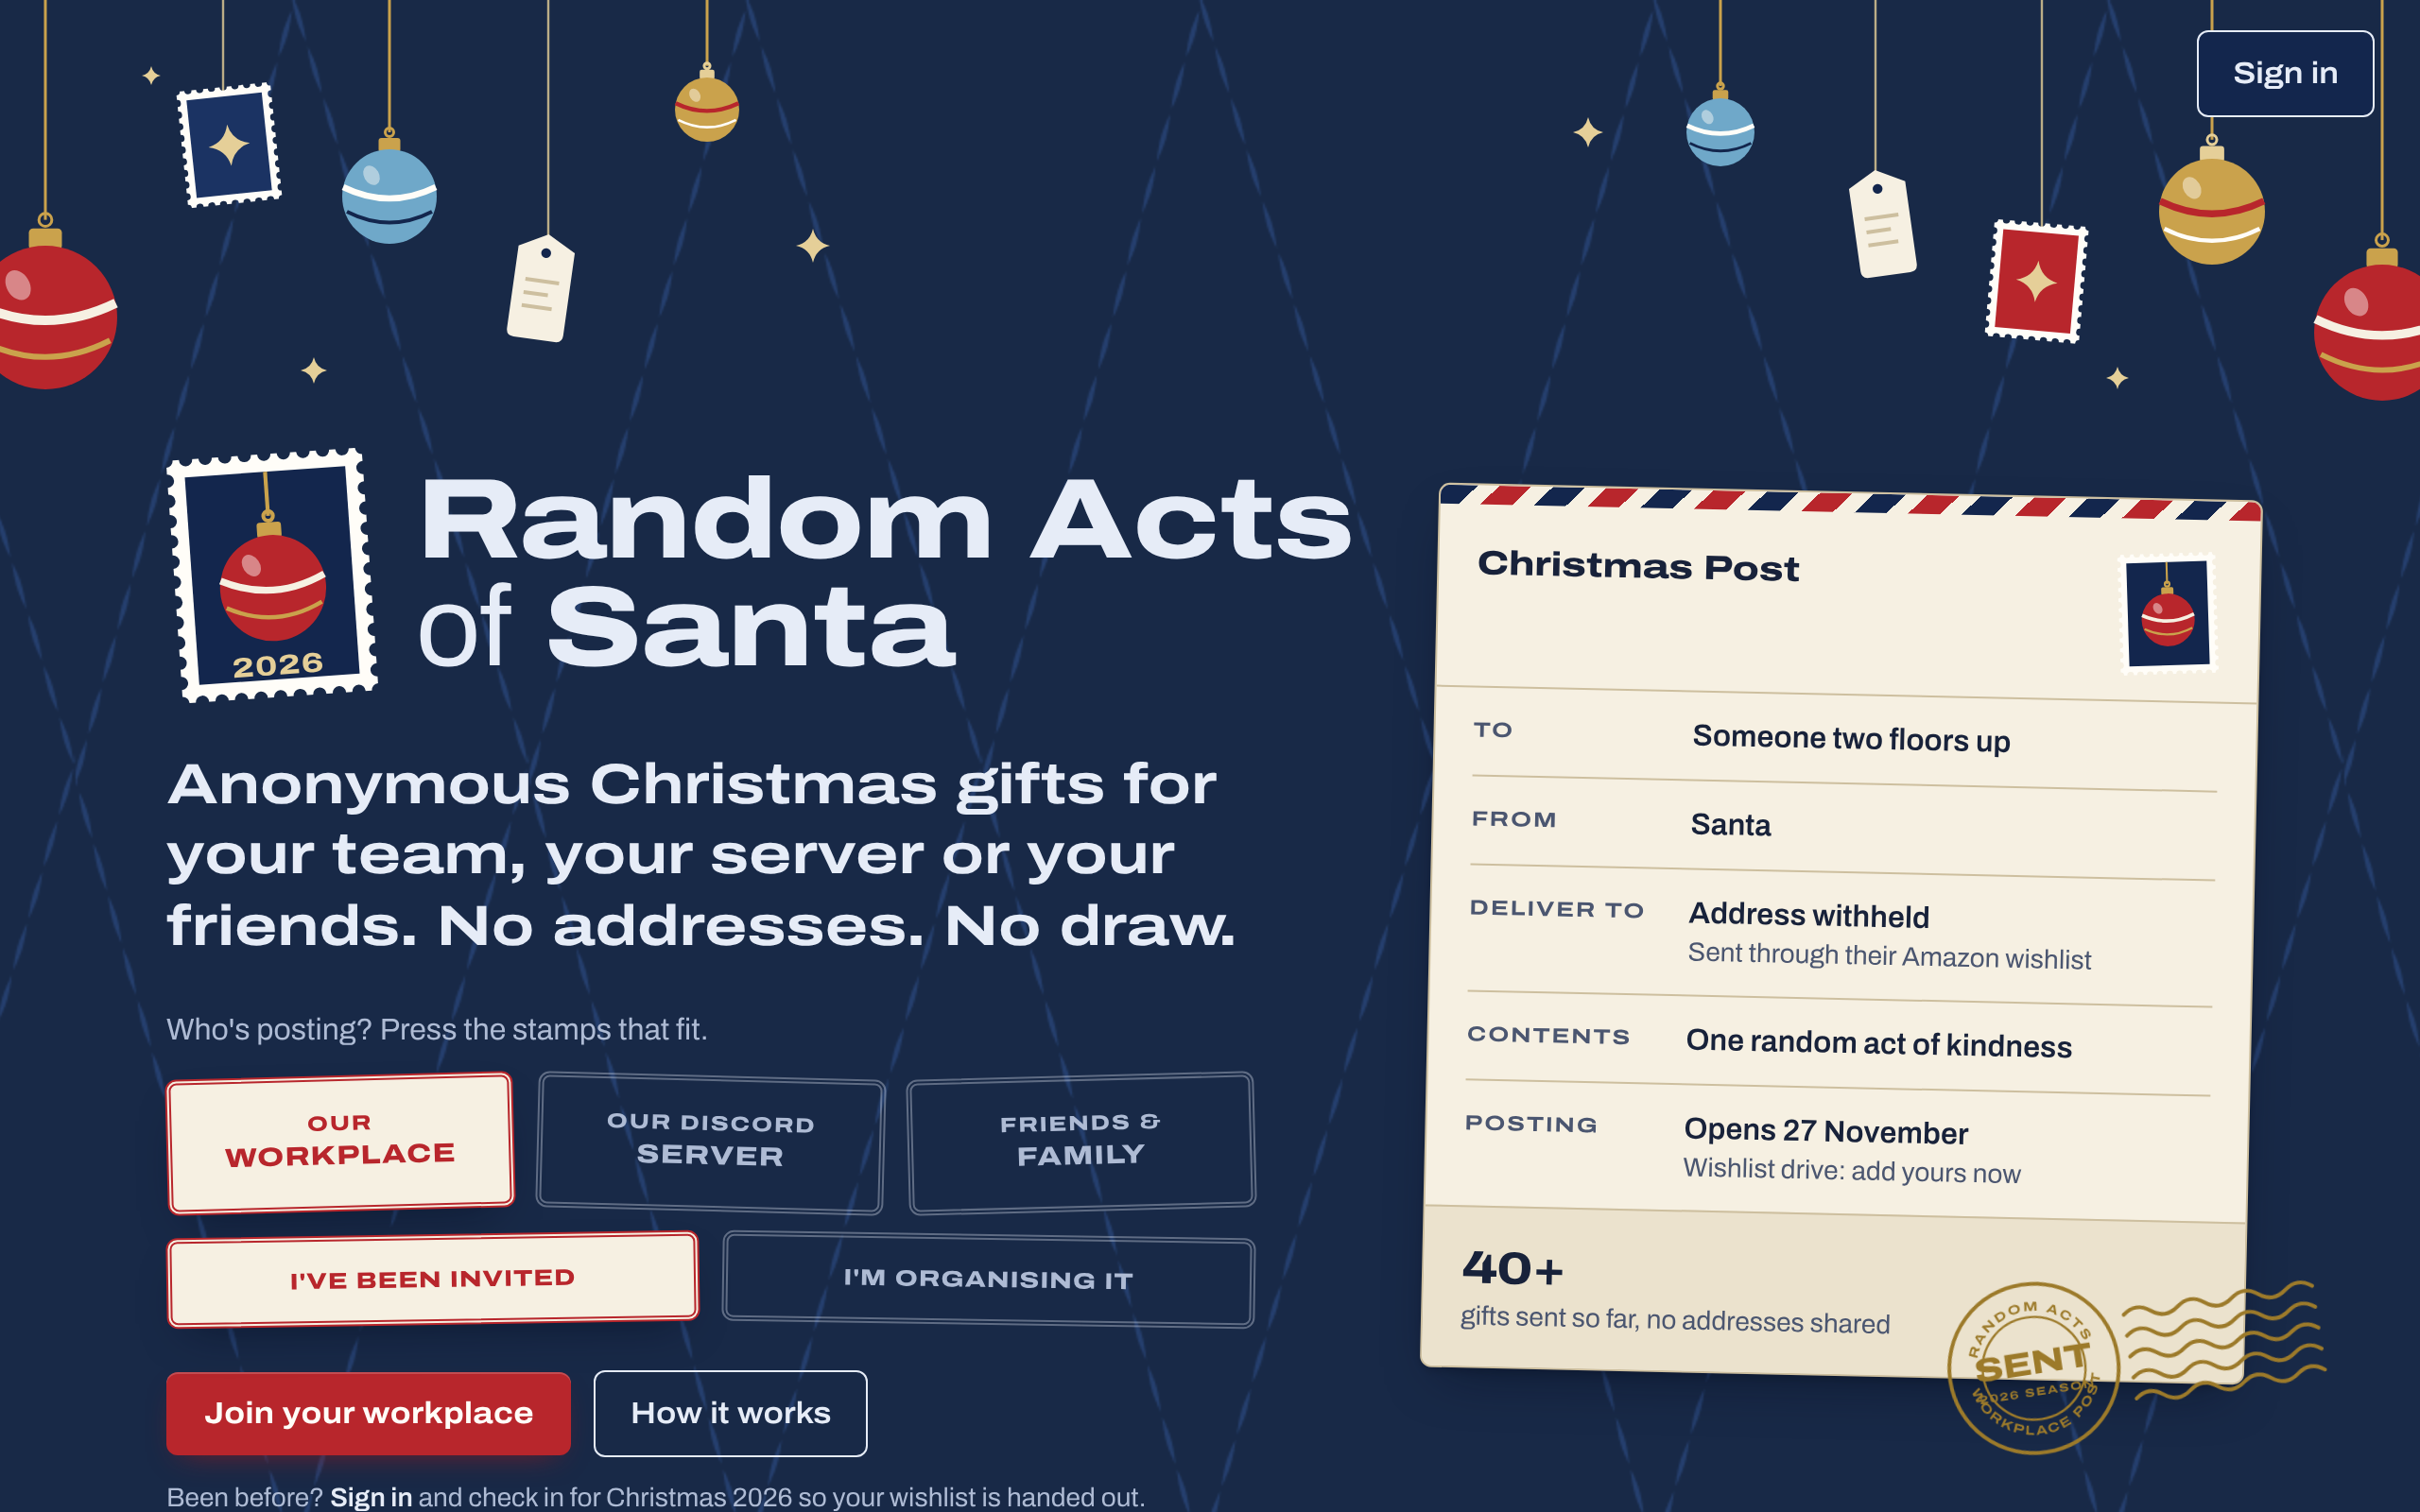 Sign in
2026
Random Acts
of Santa
Anonymous Christmas gifts for
your team, your server or your
friends. No addresses. No draw.
Who's posting? Press the stamps that fit.
OUR
WORKPLACE
OUR DISCORD
SERVER
FRIENDS &
FAMILY
I'VE BEEN INVITED
I'M ORGANISING IT
Join your workplace
How it works
Been before? Sign in and check in for Christmas 2026 so your wishlist is handed out.
Christmas Post
TO
Someone two floors up
FROM
Santa
DELIVER TO
Address withheld
Sent through their Amazon wishlist
CONTENTS
One random act of kindness
POSTING
Opens 27 November
Wishlist drive: add yours now
40+
gifts sent so far, no addresses shared
RANDOM ACTS
SENT
2026 SEASON
WORKPLACE POST